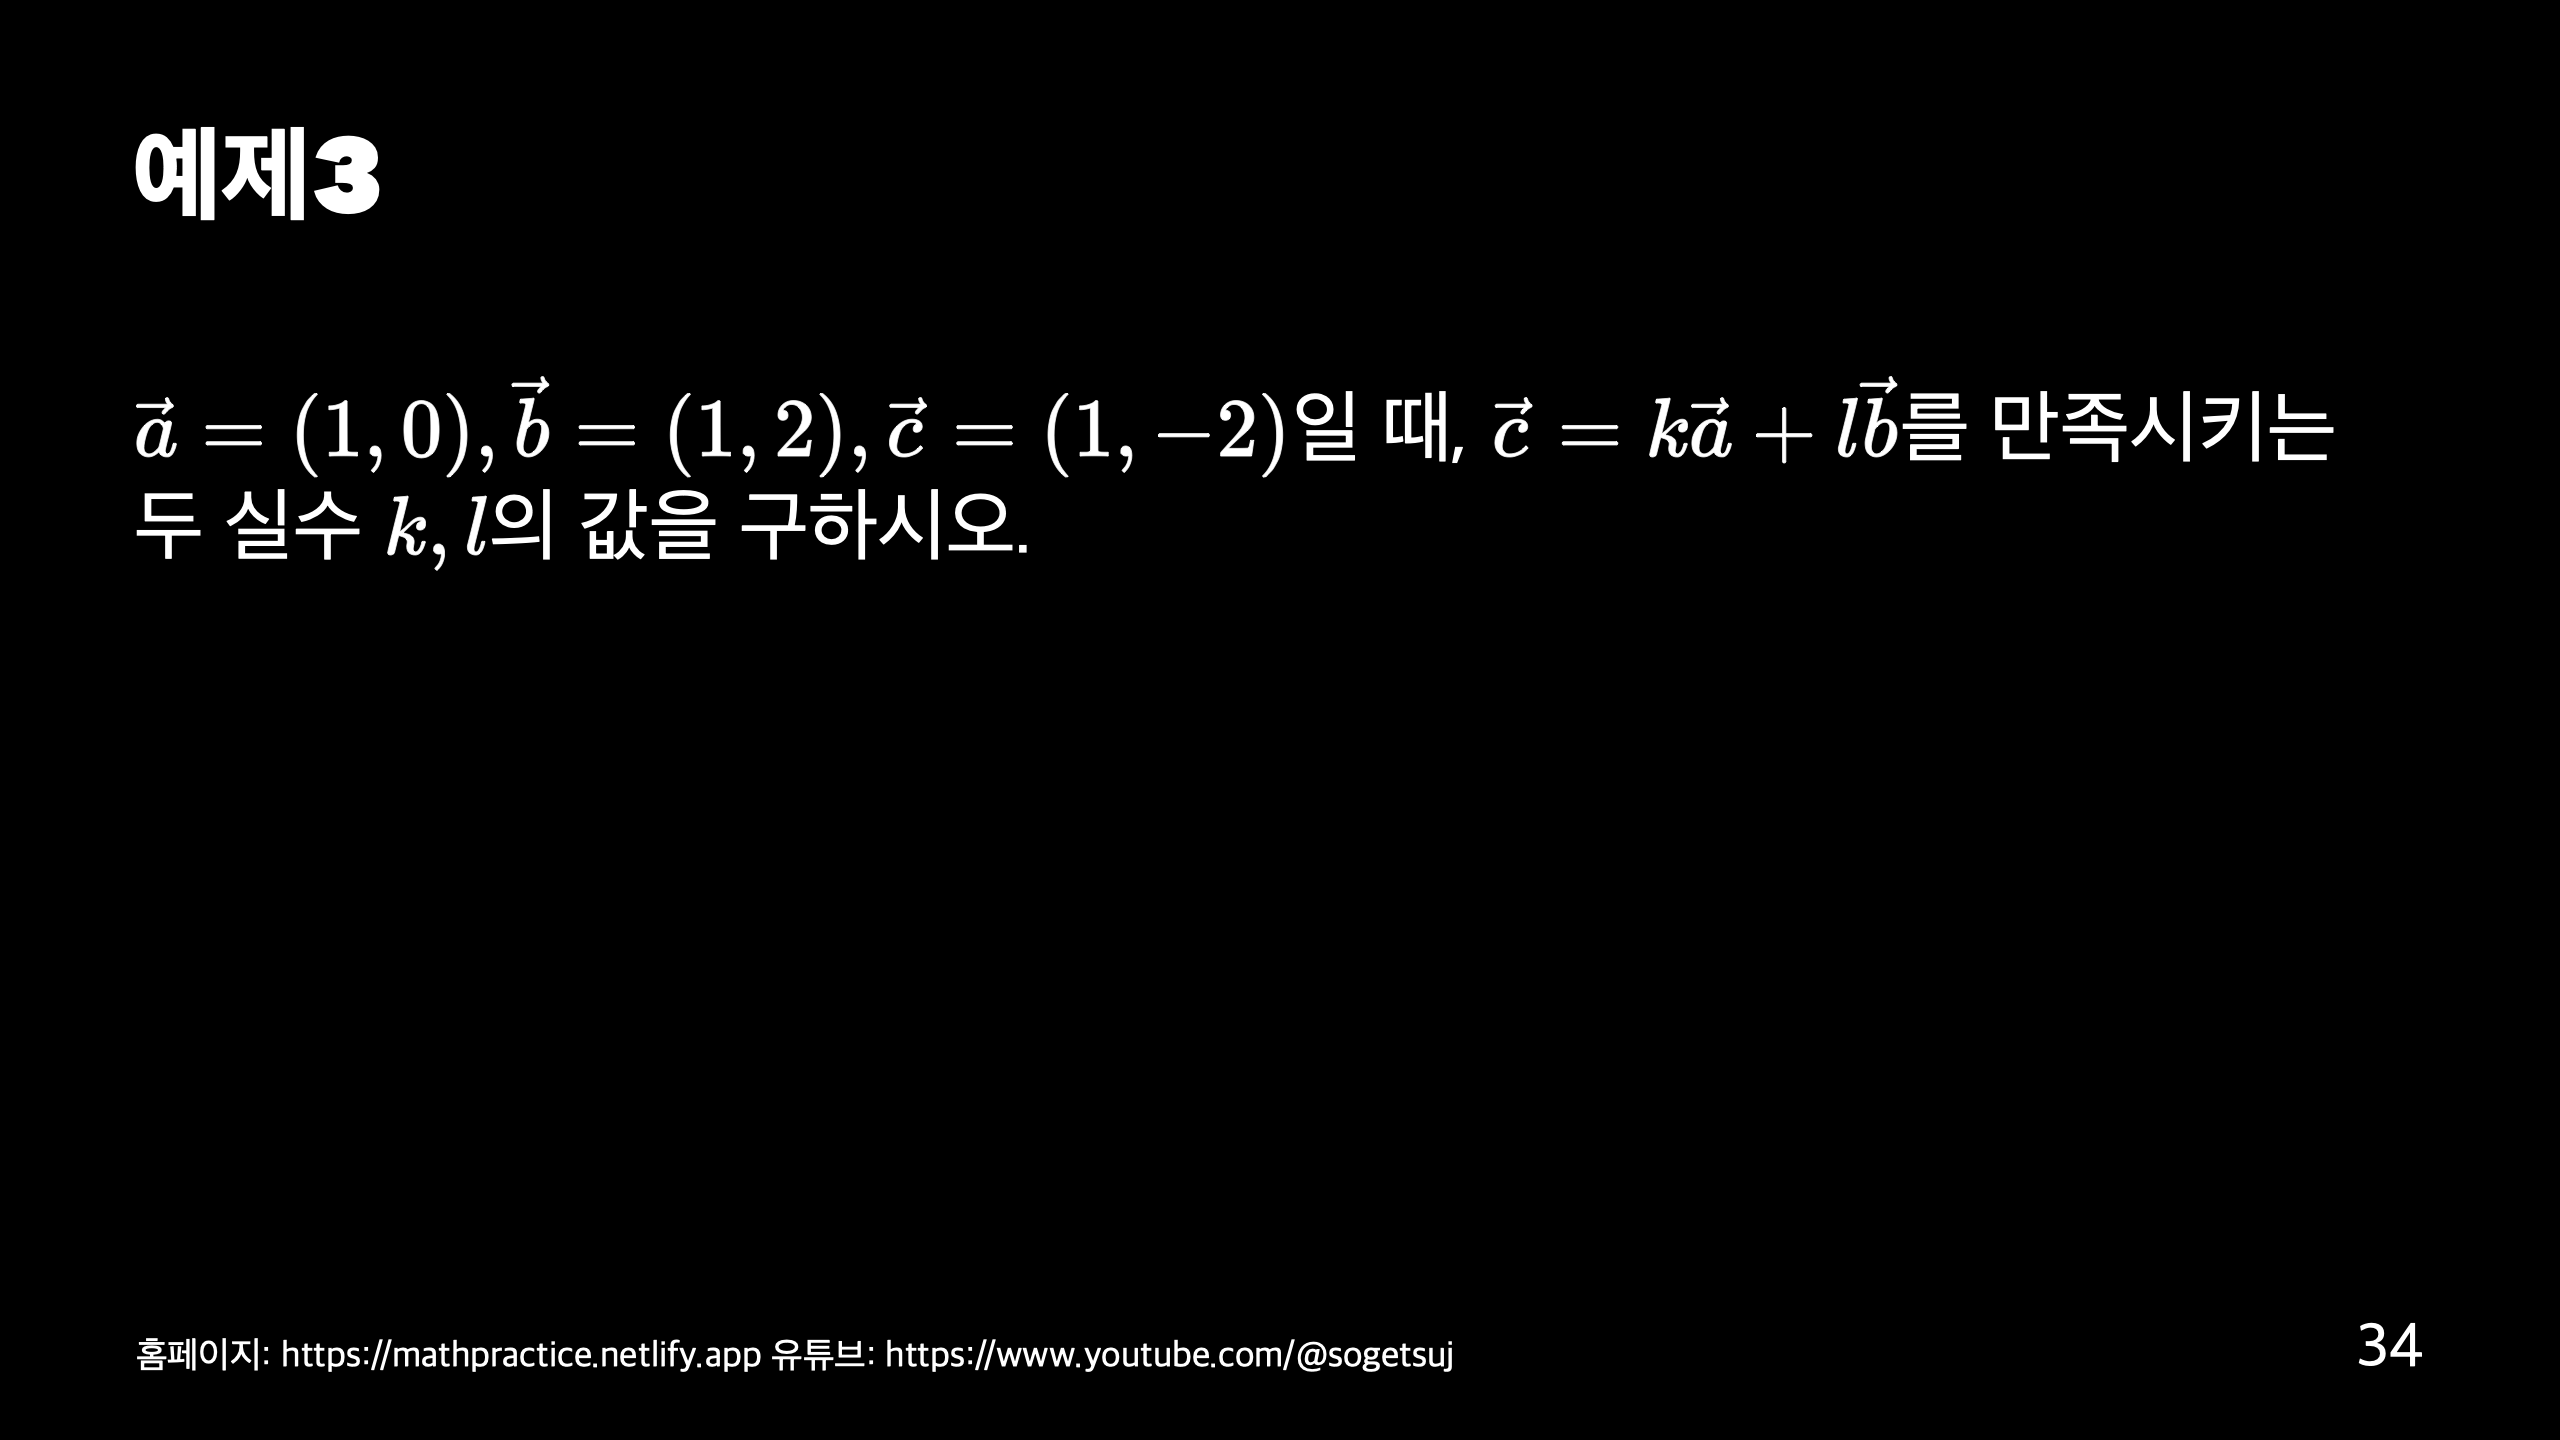 예제3
$\vec{a} = (1, 0), \vec{b} = (1, 2), \vec{c} = (1, -2)$일 때, $\vec{c} = k\vec{a} + l\vec{b}$를 만족시키는
두 실수 $k, l$의 값을 구하시오.
홈페이지: https://mathpractice.netlify.app 유튜브: https://www.youtube.com/@sogetsuj
34